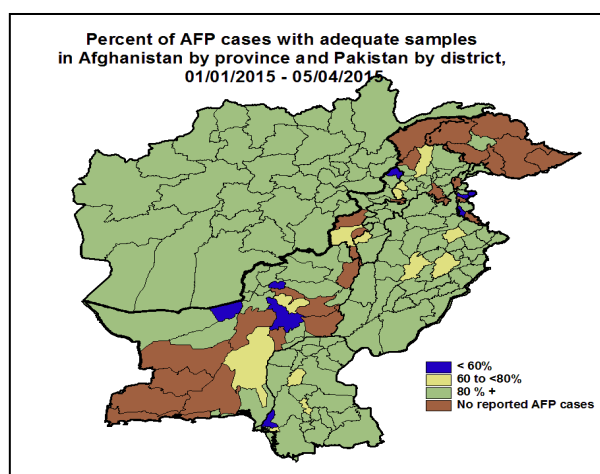 Percent of AFP cases with adequate samples
in Afghanistan by province and Pakistan by district,
01/01/2015 - 05/04/2015
< 60%
60 to <80%
80 % +
No reported AFP cases